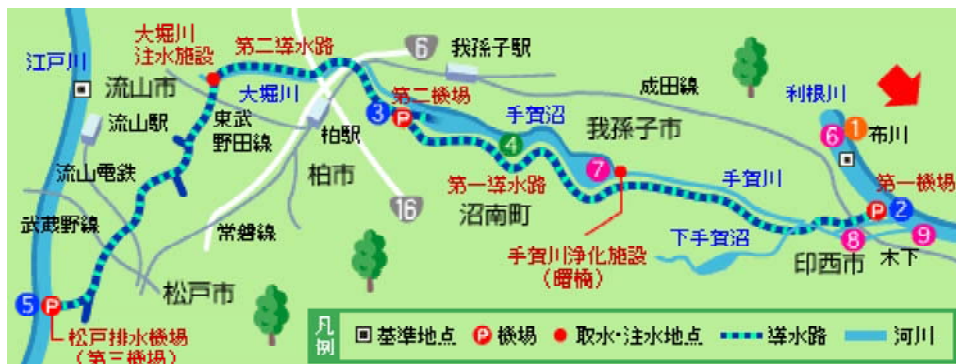 大堀川
注水施設
第二導水路
6
我孫子駅
江戸川
流山市
大堀川
第二機場
手賀沼
成田線
利根川
流山駅
東武
野田線
3
P
柏駅
4
我孫子市
6
1
布川
流山電鉄
柏市
第一導水路
7
手賀川
第一機場
P
2
武蔵野線
常磐線
16
沼南町
手賀川浄化施設
(曙橋)
下手賀沼
8
9
印西市
木下
松戸市
5
P
松戸排水機場
(第三機場)
凡例
基準地点
P
機場
取水・注水地点
導水路
河川